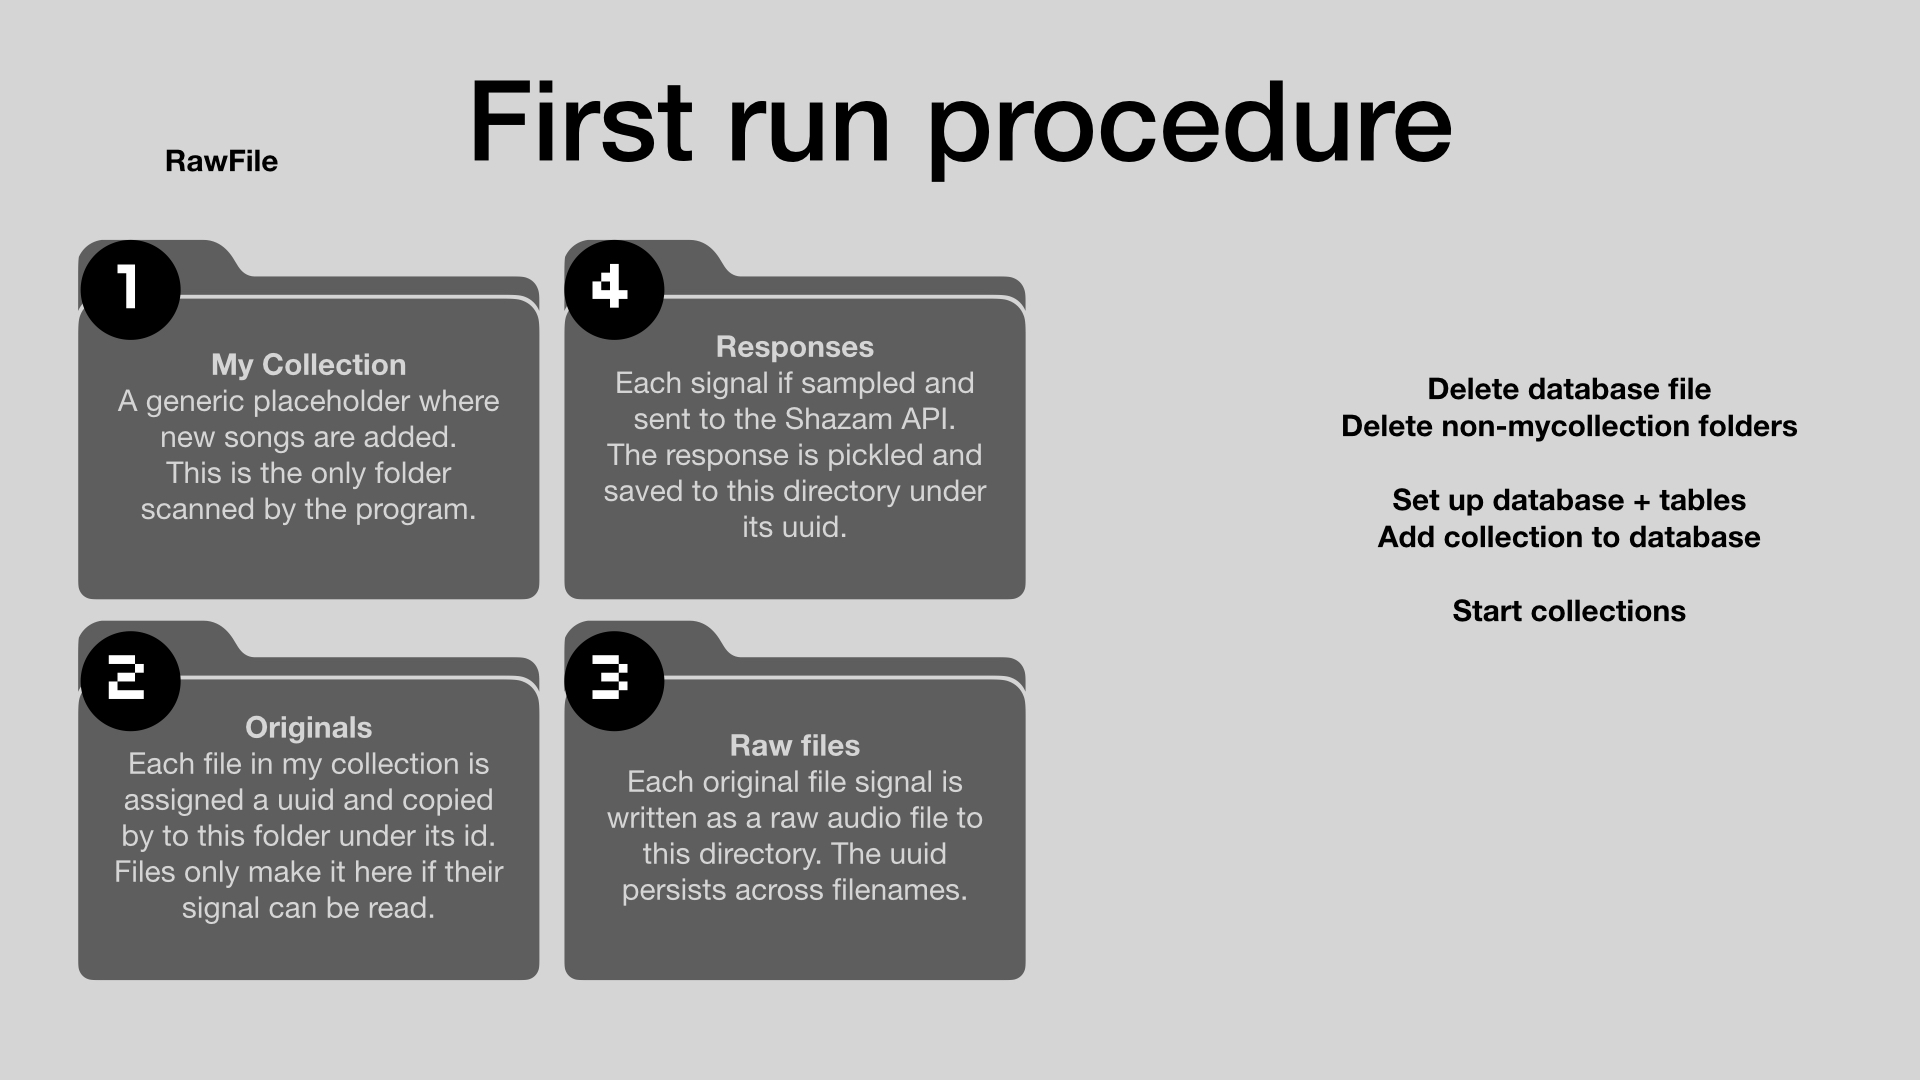 First run procedure
RawFile
1
My Collection
A generic placeholder where
new songs are added.
This is the only folder
scanned by the program.
4
Responses
Each signal if sampled and
sent to the Shazam API.
The response is pickled and
saved to this directory under
its uuid.
2
Originals
Each file in my collection is
assigned a uuid and copied
by to this folder under its id.
Files only make it here if their
signal can be read.
3
Raw files
Each original file signal is
written as a raw audio file to
this directory. The uuid
persists across filenames.
Delete database file
Delete non-mycollection folders
Set up database + tables
Add collection to database
Start collections